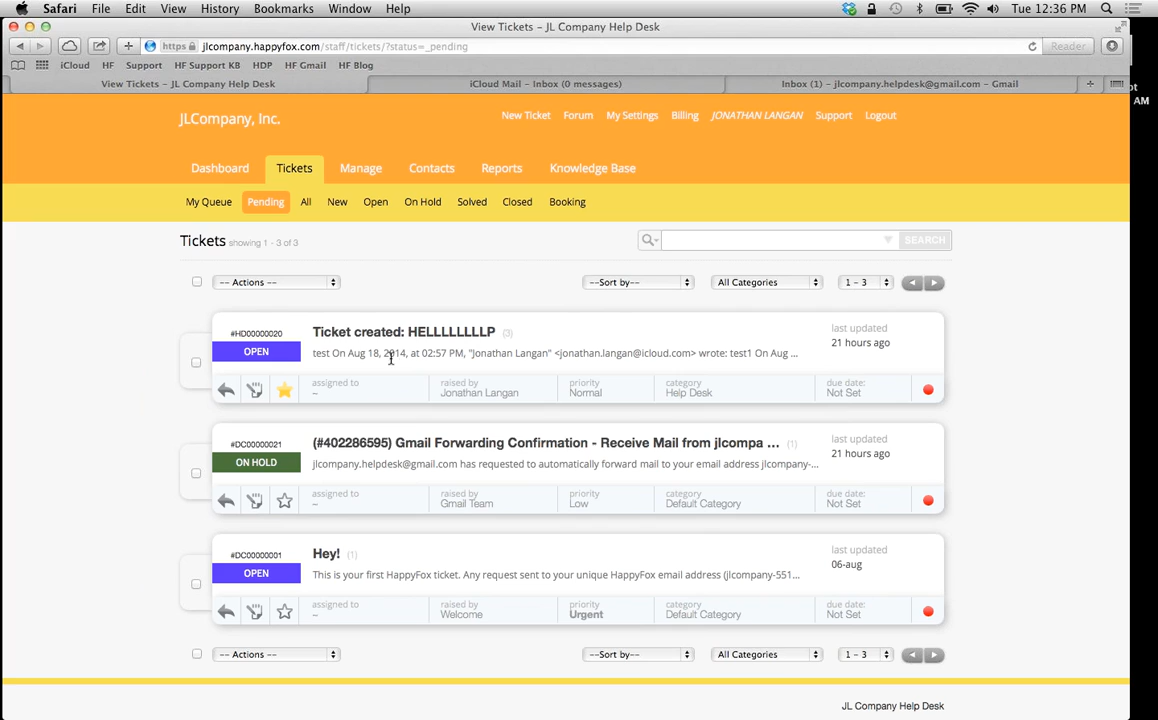 Safari File Edit View History Bookmarks Window Help Tue 12:36 PM
View Tickets – JL Company Help Desk
https jlcompany.happyfox.com/staff/tickets/?status=_pending Reader
iCloud HF Support HF Support KB HDP HF Gmail HF Blog
View Tickets – JL Company Help Desk iCloud Mail – Inbox (0 messages) Inbox (1) – jlcompany.helpdesk@gmail.com – Gmail
AM
JLCompany, Inc. New Ticket Forum My Settings Billing JONATHAN LANGAN Support Logout
Dashboard Tickets Manage Contacts Reports Knowledge Base
My Queue Pending All New Open On Hold Solved Closed Booking
Tickets showing 1 - 3 of 3 SEARCH
-- Actions -- --Sort by-- All Categories 1 – 3
#HD00000020 Ticket created: HELLLLLLLLP (3) last updated
OPEN test On Aug 18, 2014, at 02:57 PM, "Jonathan Langan" <jonathan.langan@icloud.com> wrote: test1 On Aug ... 21 hours ago
assigned to raised by priority category due date:
~ Jonathan Langan Normal Help Desk Not Set
#DC00000021 (#402286595) Gmail Forwarding Confirmation - Receive Mail from jlcompa ... (1) last updated
ON HOLD jlcompany.helpdesk@gmail.com has requested to automatically forward mail to your email address jlcompany-... 21 hours ago
assigned to raised by priority category due date:
~ Gmail Team Low Default Category Not Set
#DC00000001 Hey! (1) last updated
OPEN This is your first HappyFox ticket. Any request sent to your unique HappyFox email address (jlcompany-551... 06-aug
assigned to raised by priority category due date:
~ Welcome Urgent Default Category Not Set
-- Actions -- --Sort by-- All Categories 1 – 3
JL Company Help Desk